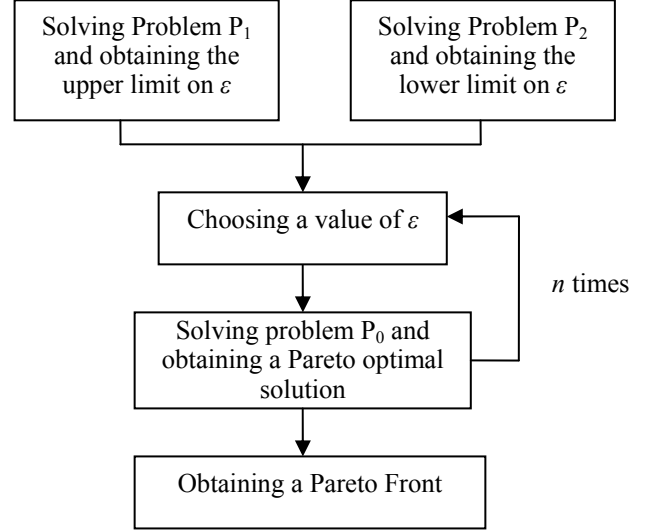 Solving Problem P₁
and obtaining the
upper limit on ε
Solving Problem P₂
and obtaining the
lower limit on ε
Choosing a value of ε
n times
Solving problem P₀ and
obtaining a Pareto optimal
solution
Obtaining a Pareto Front